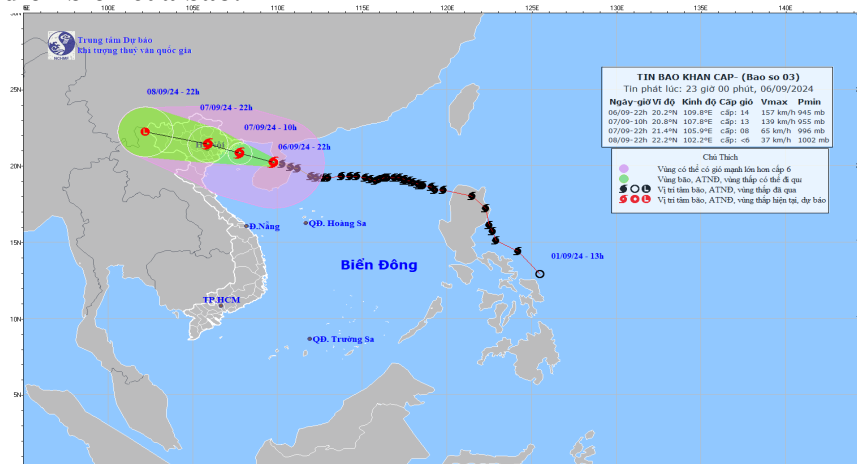 85E
100E
105E
110E
115E
120E
125E
130E
135E
140E
Trung tâm Dự báo
khí tượng thuỷ văn quốc gia
25N
20N
15N
10N
5N
08/09/24 - 22h
07/09/24 - 22h
07/09/24 - 10h
06/09/24 - 22h
TIN BAO KHAN CAP- (Bao so 03)
Tin phát lúc: 23 giờ 00 phút, 06/09/2024
Ngày-giờ Vĩ độ Kinh độ Cấp gió Vmax Pmin
06/09-22h 20.2°N 109.8°E cấp: 14 157 km/h 945 mb
07/09-10h 20.8°N 107.8°E cấp: 13 139 km/h 955 mb
07/09-22h 21.4°N 105.9°E cấp: 08 65 km/h 996 mb
08/09-22h 22.2°N 102.2°E cấp: <6 37 km/h 1002 mb
Chú Thích
Vùng có thể có gió mạnh lớn hơn cấp 6
Vùng bão, ATNĐ, vùng thấp có thể đi qua
Vị trí tâm bão, ATNĐ, vùng thấp đã qua
Vị trí tâm bão, ATNĐ, vùng thấp hiện tại, dự báo
Đ.Nẵng
QĐ. Hoàng Sa
01/09/24 - 13h
Biển Đông
TP.HCM
QĐ. Trường Sa